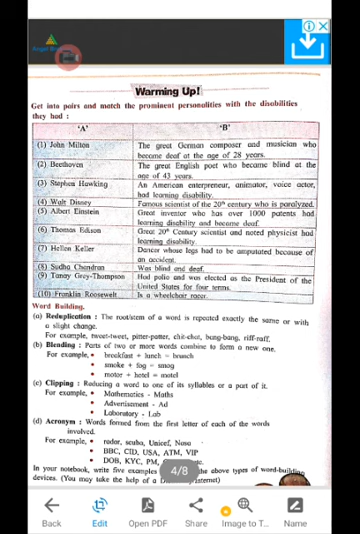 Warming Up!
Get into pairs and match the prominent personalities with the disabilities
they had :
'A' 'B'
(1) John Milton The great German composer and musician who
became deaf at the age of 28 years.
(2) Beethoven The great English poet who became blind at the
age of 43 years.
(3) Stephen Hawking An American enterpreneur, animator, voice actor,
had learning disability.
(4) Walt Disney Famous scientist of the 20th century who is paralyzed.
(5) Albert Einstein Great inventor who has over 1000 patents had
learning disability and became deaf.
(6) Thomas Edison Great 20th Century scientist and noted physicist had
learning disability.
(7) Hellen Keller Dancer whose legs had to be amputated because of
an accident.
(8) Sudha Chandran Was blind and deaf.
(9) Tanny Grey-Thompson Had polio and was elected as the President of the
United States for four terms.
(10) Franklin Roosevelt Is a wheelchair racer.
Word Building.
(a) Reduplication : The root/stem of a word is repeated exactly the same or with
a slight change.
For example, tweet-tweet, pitter-patter, chit-chat, bang-bang, riff-raff.
(b) Blending : Parts of two or more words combine to form a new one.
For example, • breakfast + lunch = brunch
• smoke + fog = smog
• motor + hotel = motel
(c) Clipping : Reducing a word to one of its syllables or a part of it.
For example, • Mathematics - Maths
• Advertisement - Ad
• Laboratory - Lab
(d) Acronym : Words formed from the first letter of each of the words
involved.
For example, • radar, scuba, Unicef, Nasa
• BBC, CID, USA, ATM, VIP
• DOB, KYC, PM, etc.
4/8
In your notebook, write five examples the above types of word-building
devices. (You may take the help of a internet)
Back Edit Open PDF Share Image to T... Name